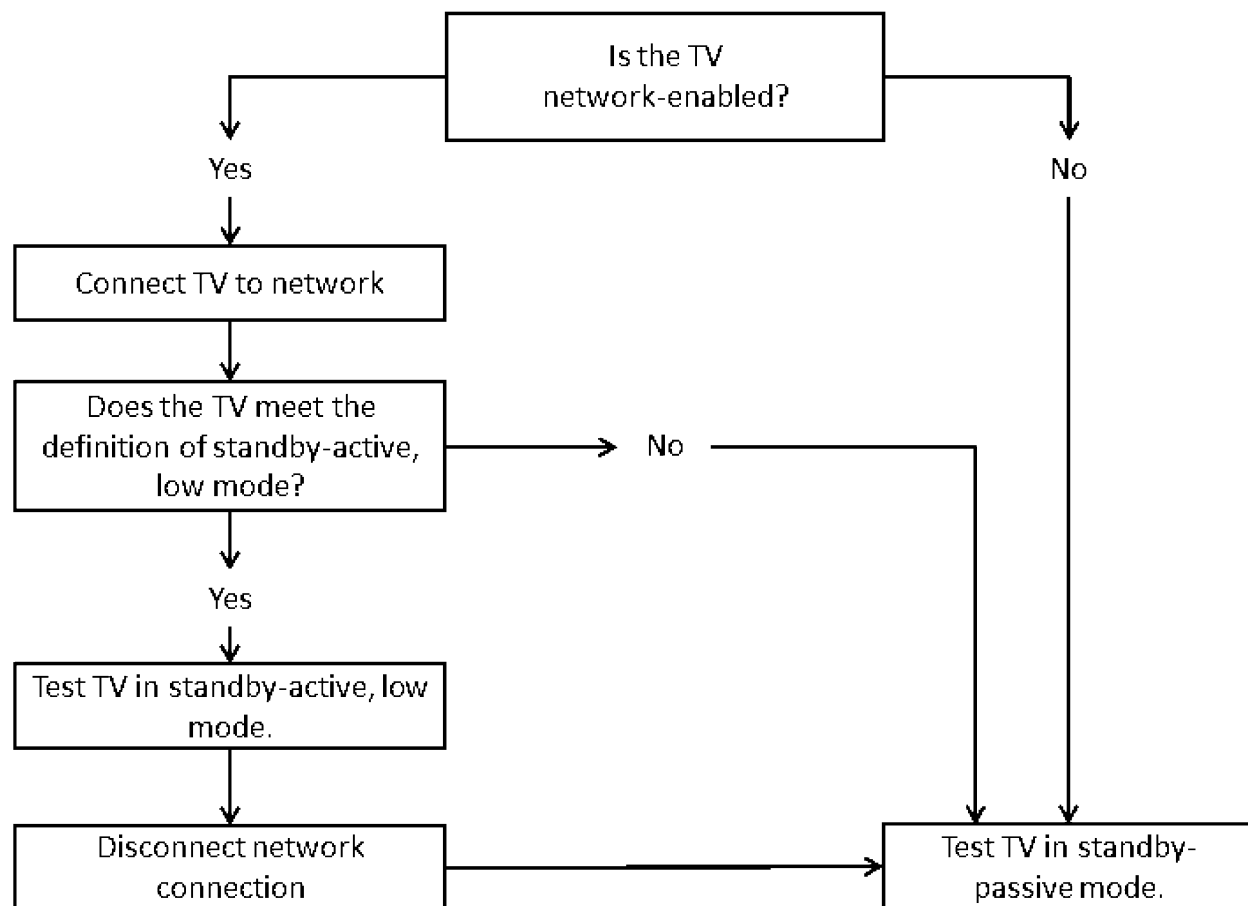 Is the TV
network-enabled?
Yes
No
Connect TV to network
Does the TV meet the
definition of standby-active,
low mode?
No
Yes
Test TV in standby-active, low
mode.
Disconnect network
connection
Test TV in standby-
passive mode.